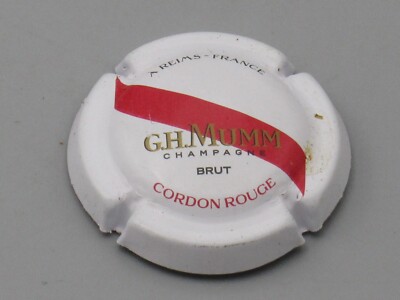 A REIMS - FRANCE
G.H.MUMM
CHAMPAGNE
BRUT
CORDON ROUGE